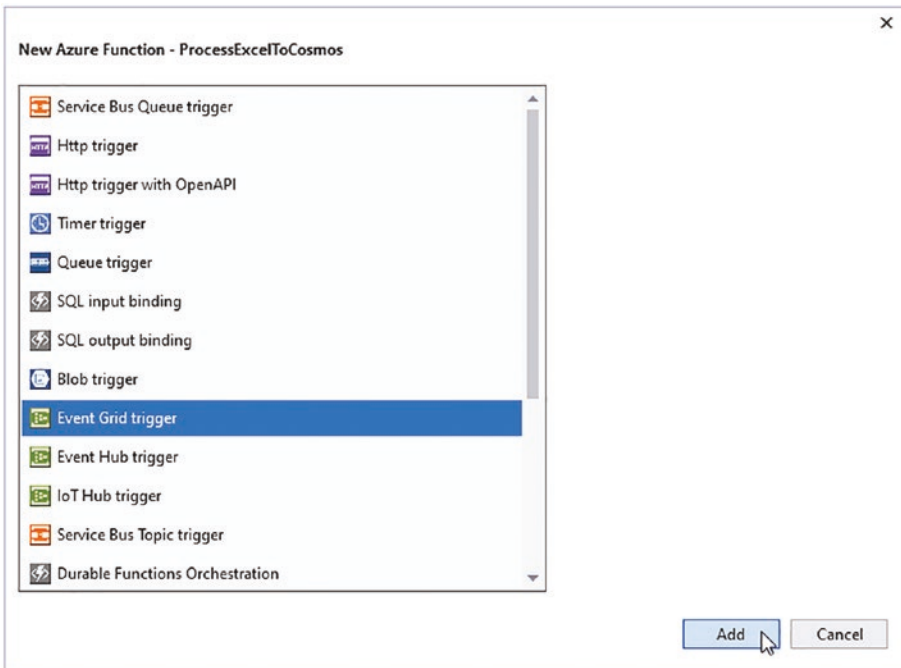 New Azure Function - ProcessExcelToCosmos
Service Bus Queue trigger
Http trigger
Http trigger with OpenAPI
Timer trigger
Queue trigger
SQL input binding
SQL output binding
Blob trigger
Event Grid trigger
Event Hub trigger
IoT Hub trigger
Service Bus Topic trigger
Durable Functions Orchestration
Add
Cancel